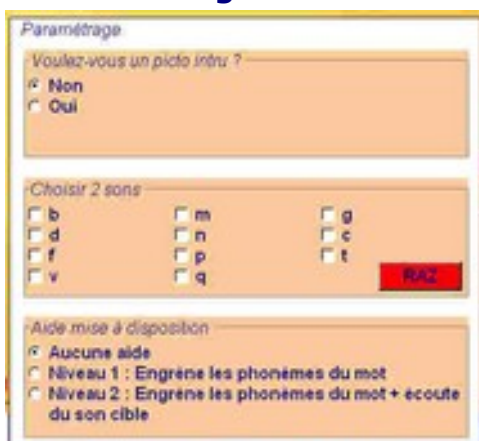 Paramétrage
Voulez-vous un picto intru ?
Non
Oui
Choisir 2 sons
b m g
d n c
f p t
v q RAZ
Aide mise à disposition
Aucune aide
Niveau 1 : Engrène les phonèmes du mot
Niveau 2 : Engrène les phonèmes du mot + écoute
du son cible